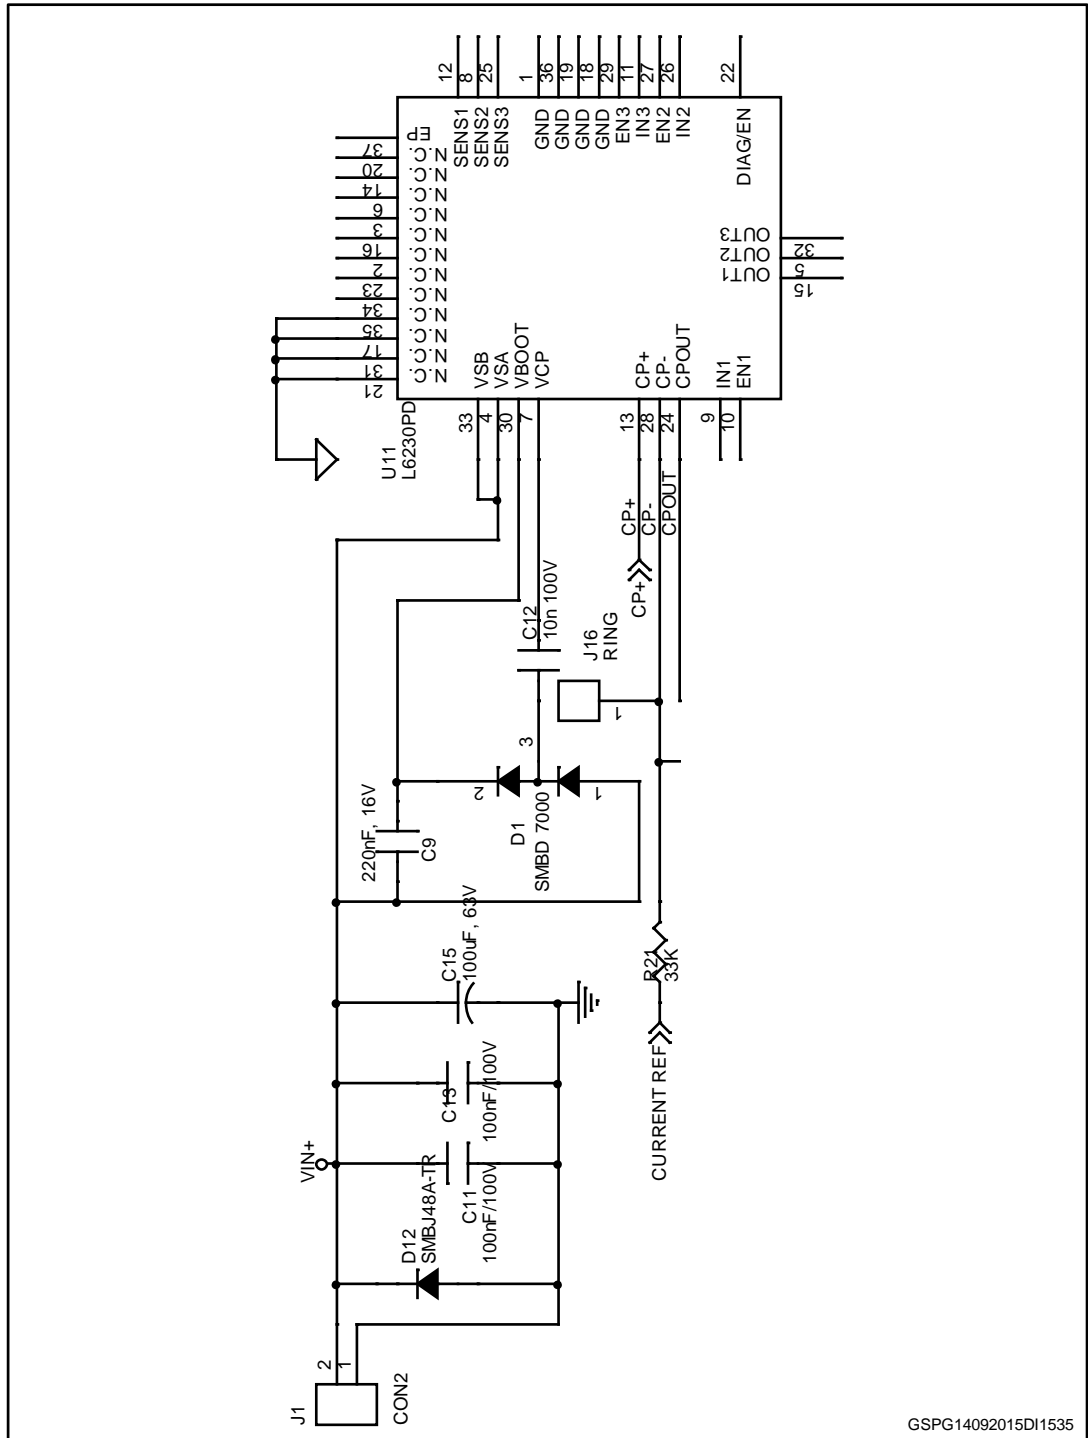 12
8
25
1
36
19
18
29
11
27
26
22
SENS1
SENS2
SENS3
GND
GND
GND
GND
EN3
IN3
EN2
IN2
DIAG/EN
EP
N.C.
N.C.
N.C.
N.C.
N.C.
N.C.
N.C.
N.C.
N.C.
N.C.
N.C.
N.C.
37
20
14
6
3
16
2
23
34
35
17
31
21
OUT3
OUT2
OUT1
32
5
15
VSB
VSA
VBOOT
VCP
CP+
CP-
CPOUT
IN1
EN1
33
4
30
7
13
28
24
9
10
U11
L6230PD
CP+
CP-
CPOUT
CP+
C12
10n 100V
J16
RING
1
3
2
1
D1
SMBD 7000
220nF, 16V
C9
C15
100uF, 63V
R21
33K
CURRENT REF
C13
100nF/100V
VIN+
C11
100nF/100V
D12
SMBJ48A-TR
2
1
J1
CON2
GSPG14092015DI1535